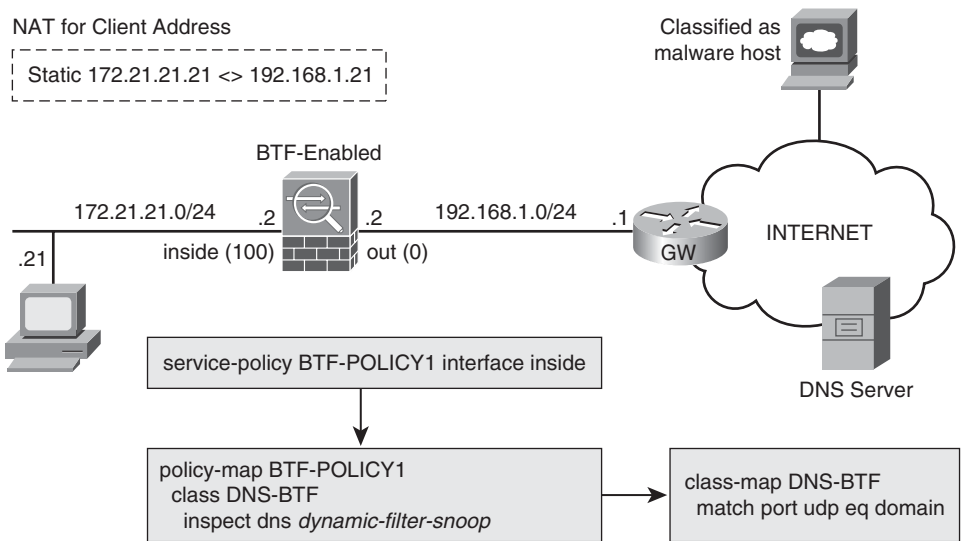 NAT for Client Address
Static 172.21.21.21 <> 192.168.1.21
Classified as
malware host
BTF-Enabled
172.21.21.0/24
.2
.2
192.168.1.0/24
.1
.21
inside (100)
out (0)
GW
INTERNET
DNS Server
service-policy BTF-POLICY1 interface inside
policy-map BTF-POLICY1
class DNS-BTF
inspect dns dynamic-filter-snoop
class-map DNS-BTF
match port udp eq domain